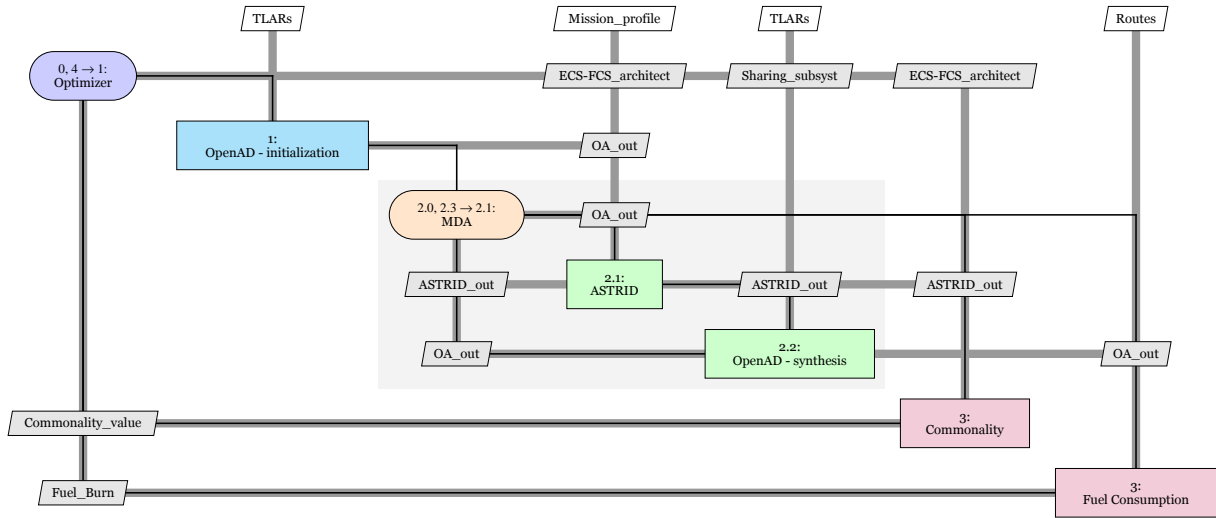 TLARs
Mission_profile
TLARs
Routes
0, 4 → 1:
Optimizer
ECS-FCS_architect
Sharing_subsyst
ECS-FCS_architect
1:
OpenAD - initialization
OA_out
2.0, 2.3 → 2.1:
MDA
OA_out
ASTRID_out
2.1:
ASTRID
ASTRID_out
ASTRID_out
OA_out
2.2:
OpenAD - synthesis
OA_out
Commonality_value
3:
Commonality
Fuel_Burn
3:
Fuel Consumption